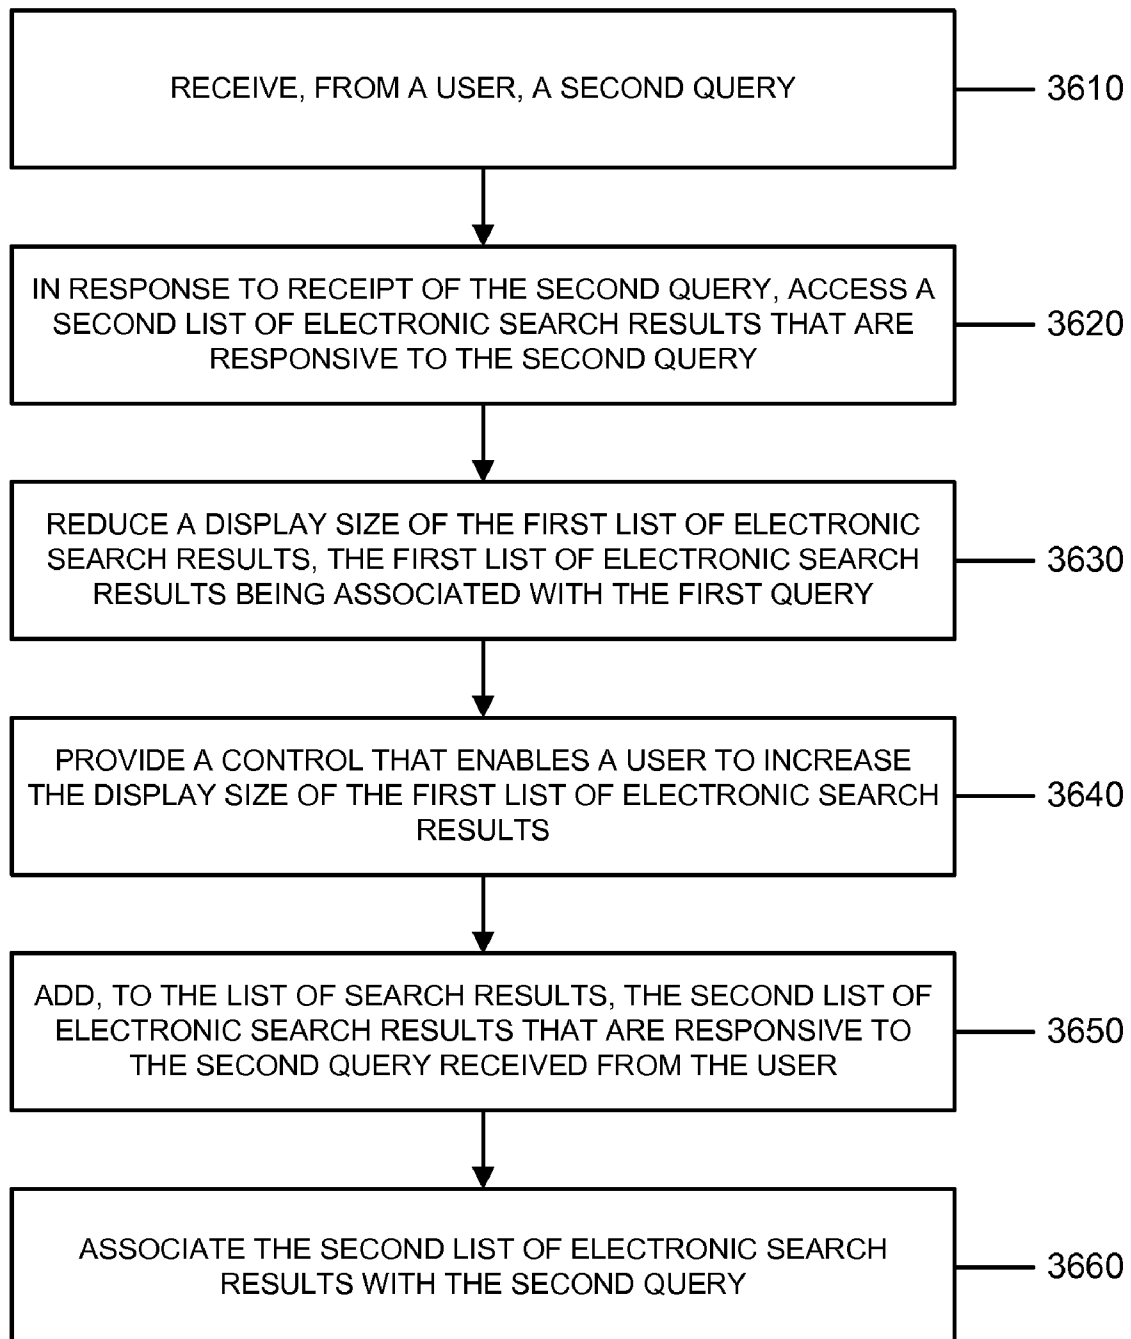 RECEIVE, FROM A USER, A SECOND QUERY
3610
IN RESPONSE TO RECEIPT OF THE SECOND QUERY, ACCESS A
SECOND LIST OF ELECTRONIC SEARCH RESULTS THAT ARE
RESPONSIVE TO THE SECOND QUERY
3620
REDUCE A DISPLAY SIZE OF THE FIRST LIST OF ELECTRONIC
SEARCH RESULTS, THE FIRST LIST OF ELECTRONIC SEARCH
RESULTS BEING ASSOCIATED WITH THE FIRST QUERY
3630
PROVIDE A CONTROL THAT ENABLES A USER TO INCREASE
THE DISPLAY SIZE OF THE FIRST LIST OF ELECTRONIC SEARCH
RESULTS
3640
ADD, TO THE LIST OF SEARCH RESULTS, THE SECOND LIST OF
ELECTRONIC SEARCH RESULTS THAT ARE RESPONSIVE TO
THE SECOND QUERY RECEIVED FROM THE USER
3650
ASSOCIATE THE SECOND LIST OF ELECTRONIC SEARCH
RESULTS WITH THE SECOND QUERY
3660